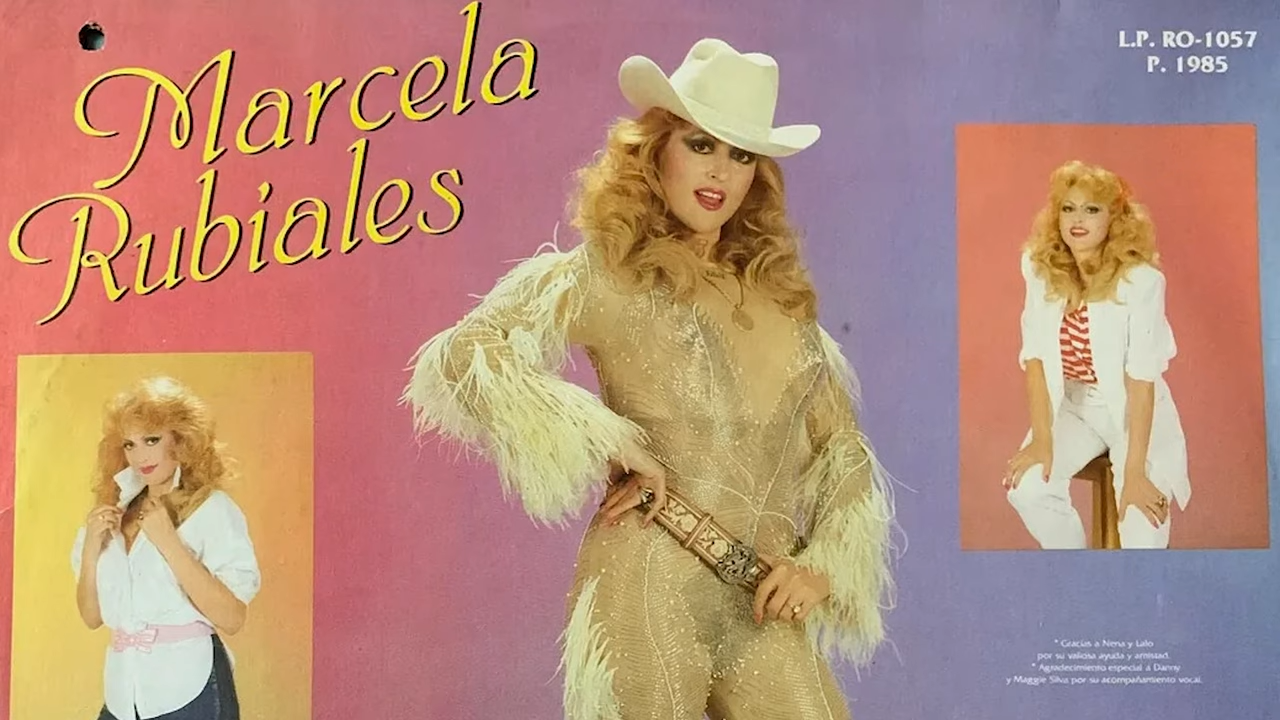 Marcela
Rubiales
L.P. RO-1057
P. 1985
* Gracias a Nena y Lalo
por su valiosa ayuda y amistad.
* Agradecimiento especial a Danny
y Maggie Silva por su acompañamiento vocal.